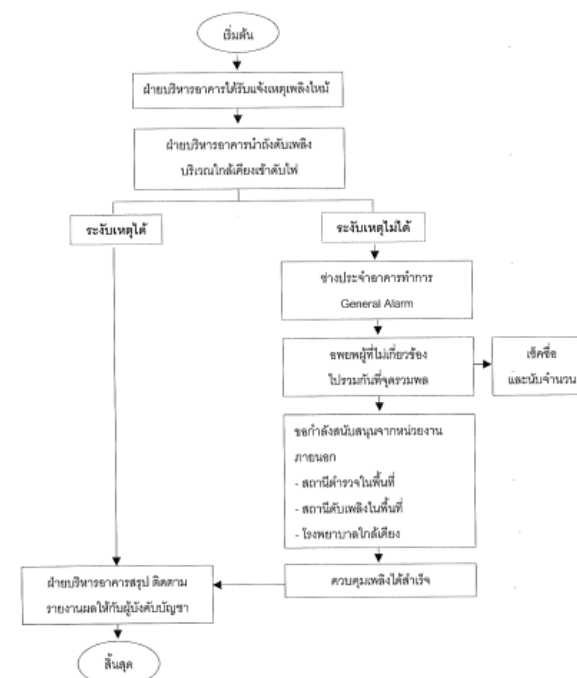 เริ่มต้น
ฝ่ายบริหารอาคารได้รับแจ้งเหตุเพลิงไหม้
ฝ่ายบริหารอาคารนำถังดับเพลิง
บริเวณใกล้เคียงเข้าดับไฟ
ระงับเหตุได้
ระงับเหตุไม่ได้
ช่างประจำอาคารทำการ
General Alarm
อพยพผู้ที่ไม่เกี่ยวข้อง
ไปรวมกันที่จุดรวมพล
เช็คชื่อ
และนับจำนวน
ขอกำลังสนับสนุนจากหน่วยงาน
ภายนอก
- สถานีตำรวจในพื้นที่
- สถานีดับเพลิงในพื้นที่
- โรงพยาบาลใกล้เคียง
ควบคุมเพลิงได้สำเร็จ
ฝ่ายบริหารอาคารสรุป ติดตาม
รายงานผลให้กับผู้บังคับบัญชา
สิ้นสุด